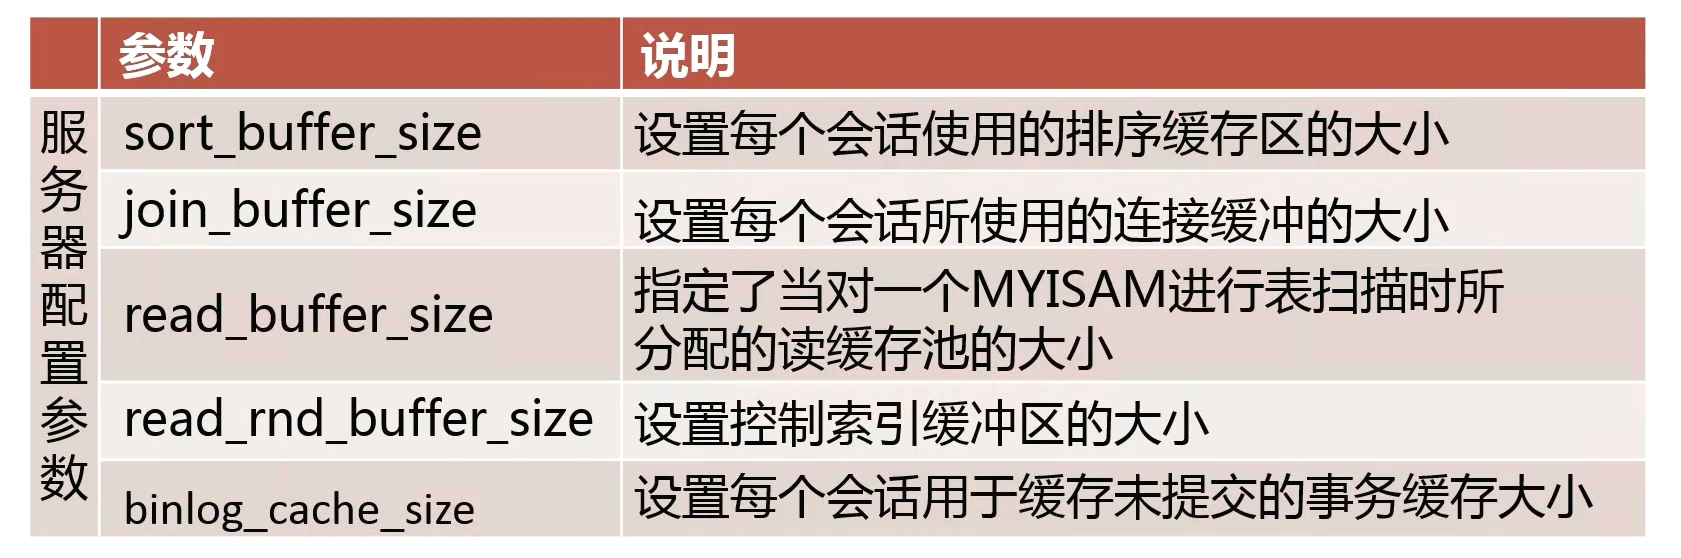 参数 说明
服务器配置参数
sort_buffer_size 设置每个会话使用的排序缓存区的大小
join_buffer_size 设置每个会话所使用的连接缓冲的大小
read_buffer_size 指定了当对一个MYISAM进行表扫描时所
分配的读缓存池的大小
read_rnd_buffer_size 设置控制索引缓冲区的大小
binlog_cache_size 设置每个会话用于缓存未提交的事务缓存大小